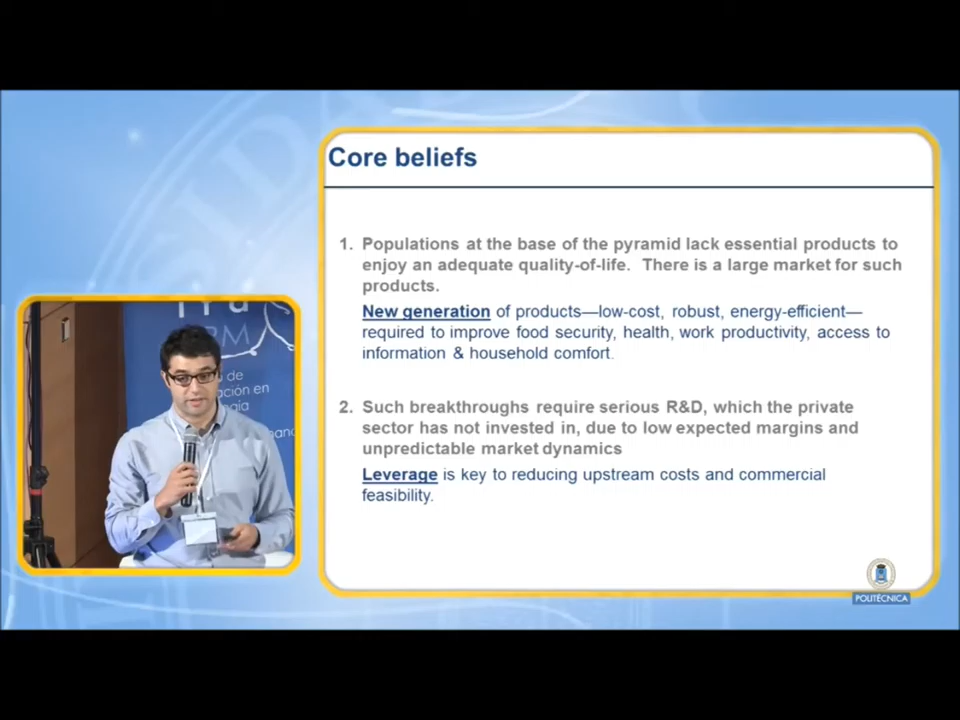 Core beliefs
1. Populations at the base of the pyramid lack essential products to
enjoy an adequate quality-of-life. There is a large market for such
products.
New generation of products—low-cost, robust, energy-efficient—
required to improve food security, health, work productivity, access to
information & household comfort.
2. Such breakthroughs require serious R&D, which the private
sector has not invested in, due to low expected margins and
unpredictable market dynamics
Leverage is key to reducing upstream costs and commercial
feasibility.
de
ación en
gía
POLITÉCNICA